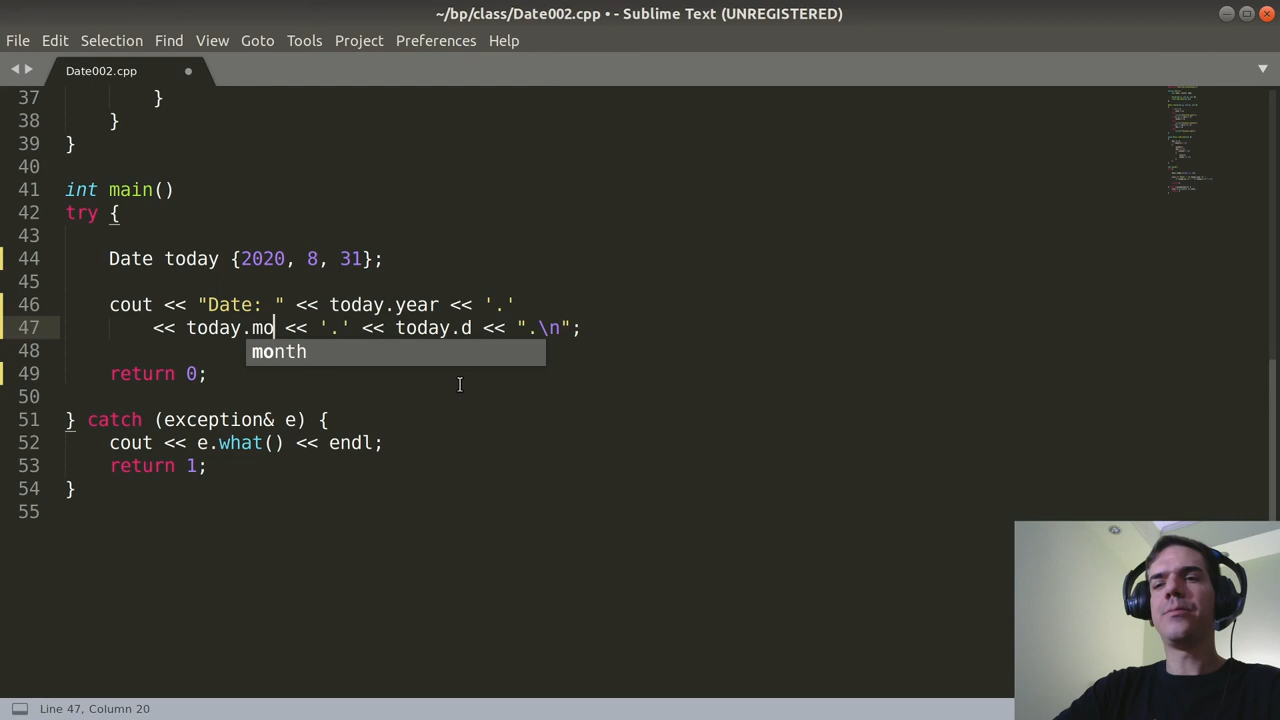 ~/bp/class/Date002.cpp • - Sublime Text (UNREGISTERED)
File Edit Selection Find View Goto Tools Project Preferences Help
Date002.cpp
37 }
38 }
39 }
40
41 int main()
42 try {
43
44 Date today {2020, 8, 31};
45
46 cout << "Date: " << today.year << '.'
47 << today.mo << '.' << today.d << ".\n";
month
48
49 return 0;
50
51 } catch (exception& e) {
52 cout << e.what() << endl;
53 return 1;
54 }
55
Line 47, Column 20